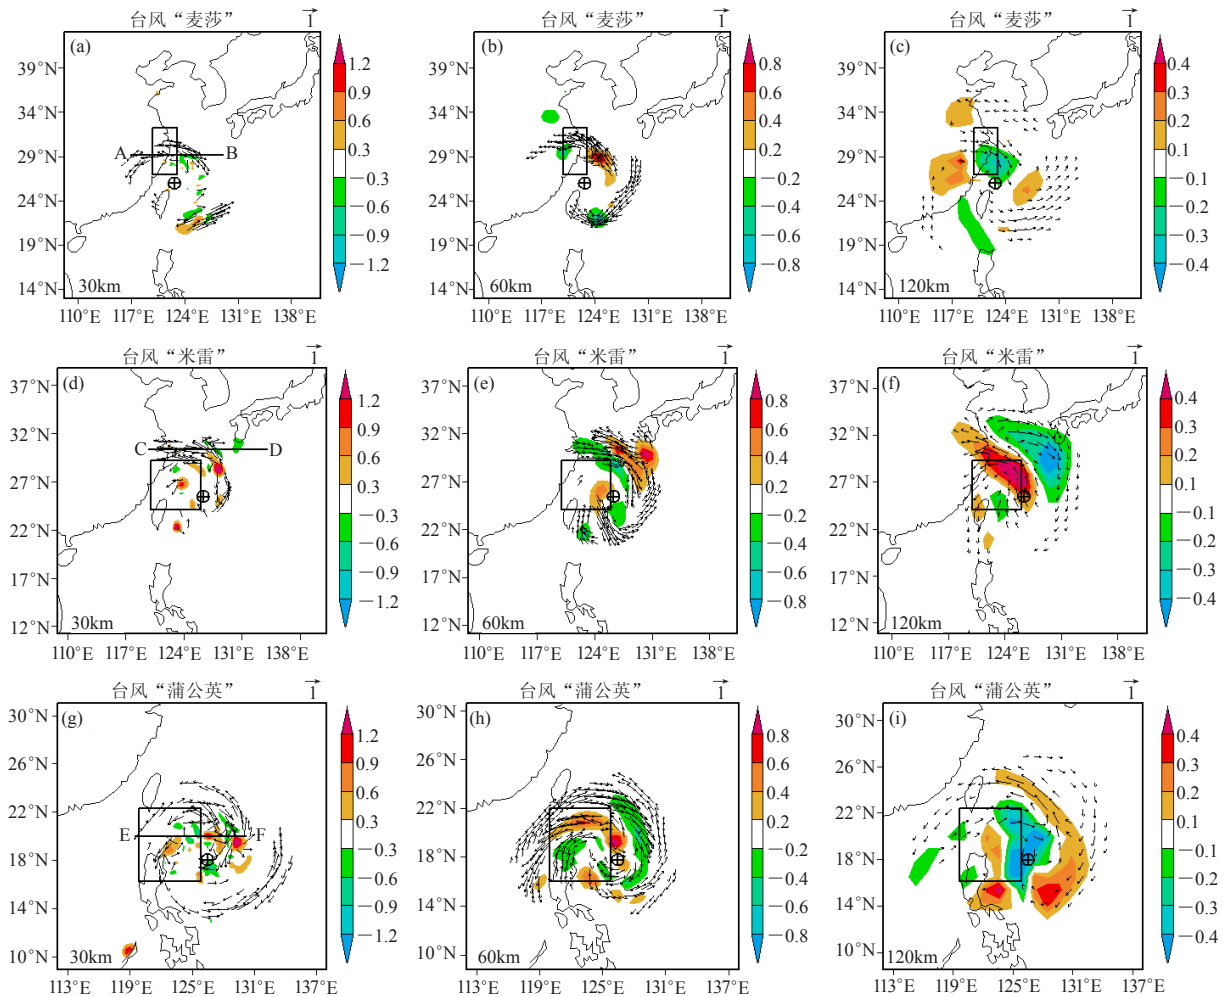 台风“麦莎”
1
(a)
39°N
34°N
29°N
24°N
19°N
14°N
A
B
30km
110°E
117°E
124°E
131°E
138°E
1.2
0.9
0.6
0.3
−0.3
−0.6
−0.9
−1.2
台风“麦莎”
1
(b)
39°N
34°N
29°N
24°N
19°N
14°N
60km
110°E
117°E
124°E
131°E
138°E
0.8
0.6
0.4
0.2
−0.2
−0.4
−0.6
−0.8
台风“麦莎”
1
(c)
39°N
34°N
29°N
24°N
19°N
14°N
120km
110°E
117°E
124°E
131°E
138°E
0.4
0.3
0.2
0.1
−0.1
−0.2
−0.3
−0.4
台风“米雷”
1
(d)
37°N
32°N
27°N
22°N
17°N
12°N
C
D
30km
110°E
117°E
124°E
131°E
138°E
1.2
0.9
0.6
0.3
−0.3
−0.6
−0.9
−1.2
台风“米雷”
1
(e)
37°N
32°N
27°N
22°N
17°N
12°N
60km
110°E
117°E
124°E
131°E
138°E
0.8
0.6
0.4
0.2
−0.2
−0.4
−0.6
−0.8
台风“米雷”
1
(f)
37°N
32°N
27°N
22°N
17°N
12°N
120km
110°E
117°E
124°E
131°E
138°E
0.4
0.3
0.2
0.1
−0.1
−0.2
−0.3
−0.4
台风“蒲公英”
1
(g)
30°N
26°N
22°N
18°N
14°N
10°N
E
F
30km
113°E
119°E
125°E
131°E
137°E
1.2
0.9
0.6
0.3
−0.3
−0.6
−0.9
−1.2
台风“蒲公英”
1
(h)
30°N
26°N
22°N
18°N
14°N
10°N
60km
113°E
119°E
125°E
131°E
137°E
0.8
0.6
0.4
0.2
−0.2
−0.4
−0.6
−0.8
台风“蒲公英”
1
(i)
30°N
26°N
22°N
18°N
14°N
10°N
120km
113°E
119°E
125°E
131°E
137°E
0.4
0.3
0.2
0.1
−0.1
−0.2
−0.3
−0.4